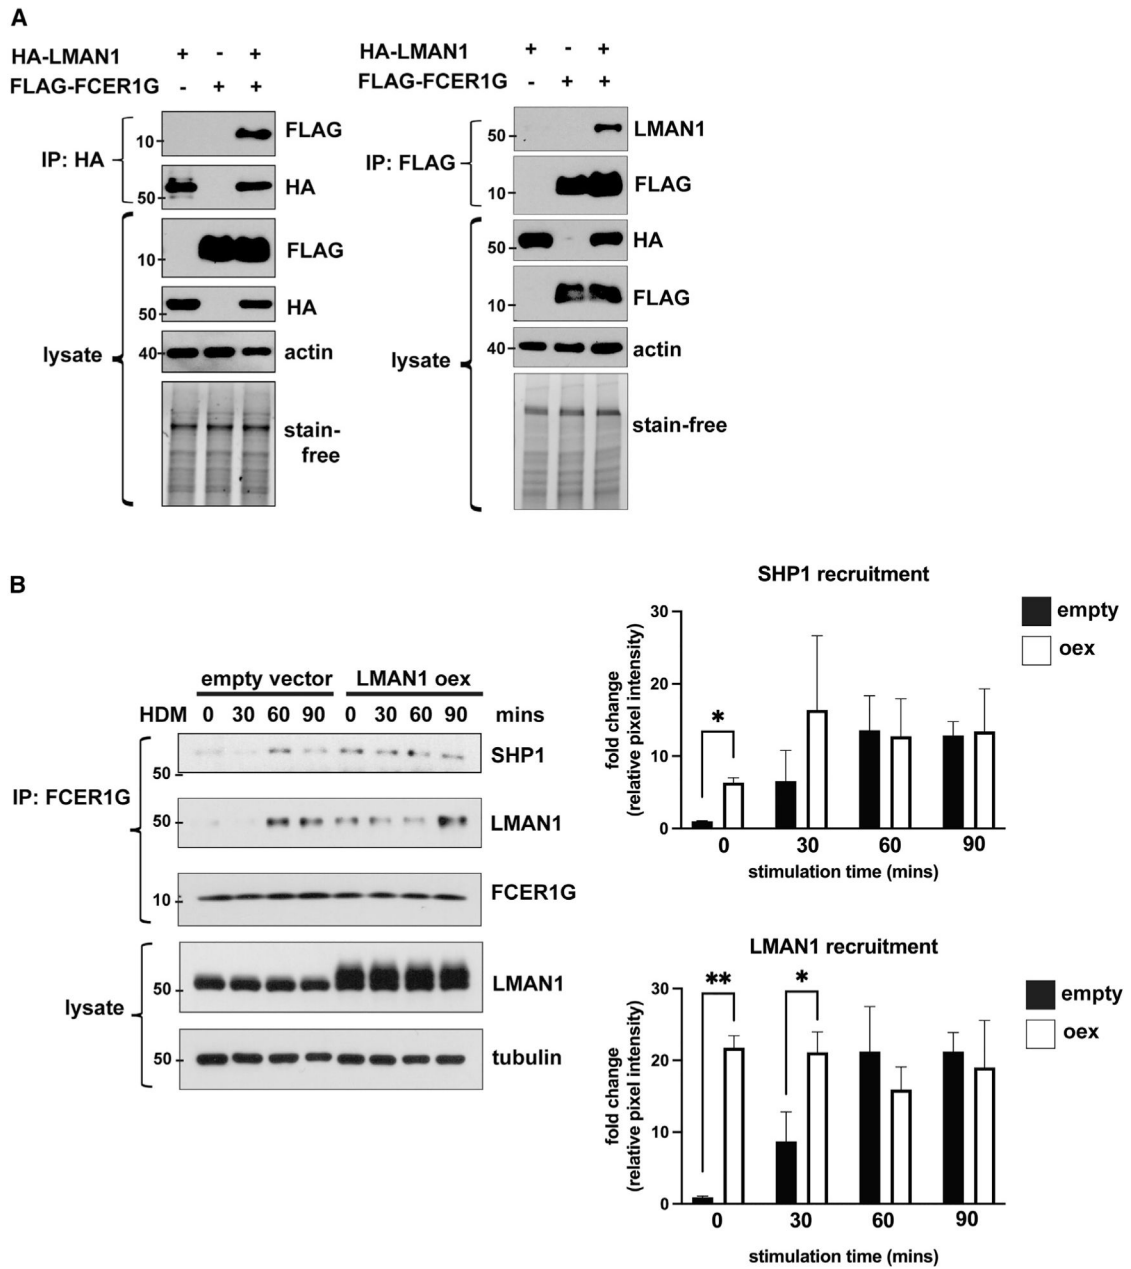 A
HA-LMAN1 + - +
FLAG-FCER1G - + +
IP: HA
10
FLAG
50
HA
lysate
10
FLAG
50
HA
40
actin
stain-
free
HA-LMAN1 + - +
FLAG-FCER1G - + +
IP: FLAG
50
LMAN1
10
FLAG
lysate
50
HA
10
FLAG
40
actin
stain-free
B
empty vector LMAN1 oex
HDM 0 30 60 90 0 30 60 90 mins
IP: FCER1G
SHP1
50
50
LMAN1
10
FCER1G
lysate
50
LMAN1
50
tubulin
SHP1 recruitment
fold change
(relative pixel intensity)
30
20
10
0
*
0 30 60 90
stimulation time (mins)
empty
oex
LMAN1 recruitment
fold change
(relative pixel intensity)
30
20
10
0
** *
0 30 60 90
stimulation time (mins)
empty
oex